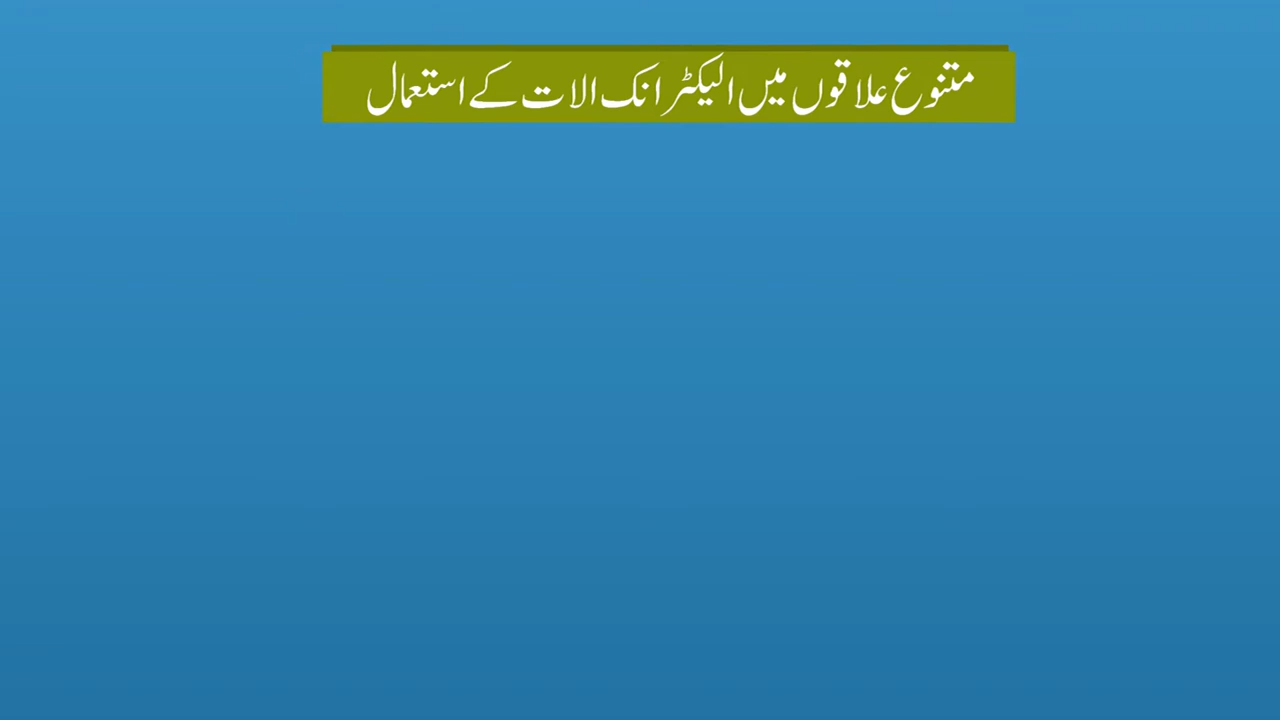 متنوع علاقوں میں الیکٹرانک الات کے استعمال